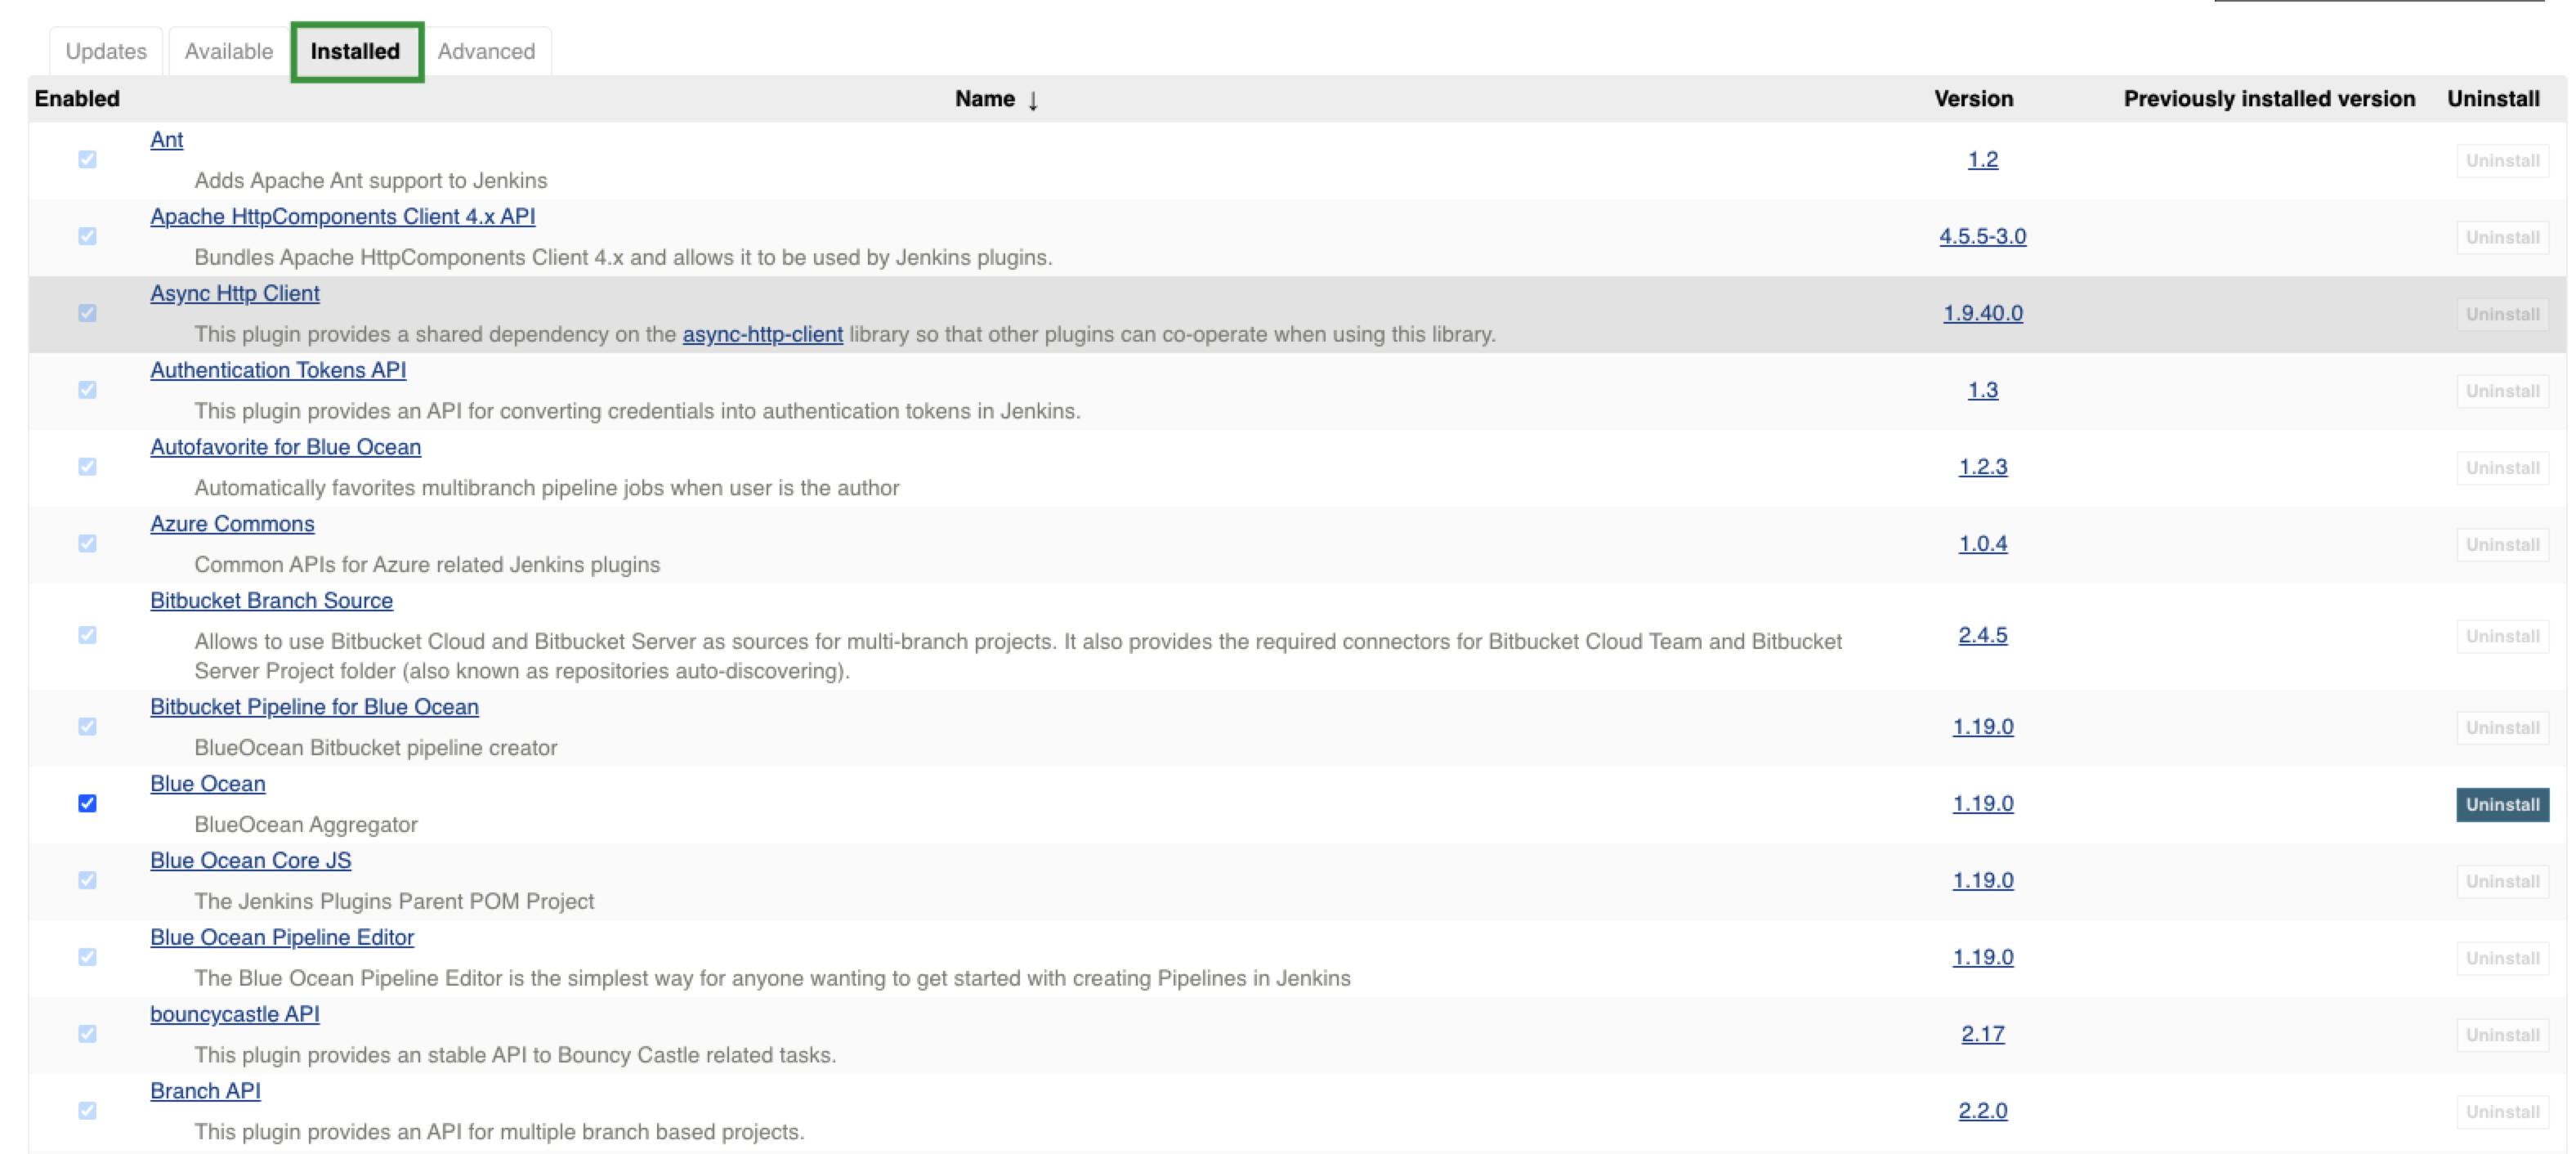 Updates Available Installed Advanced
Enabled Name ↓ Version Previously installed version Uninstall
Ant
Adds Apache Ant support to Jenkins
1.2 Uninstall
Apache HttpComponents Client 4.x API
Bundles Apache HttpComponents Client 4.x and allows it to be used by Jenkins plugins.
4.5.5-3.0 Uninstall
Async Http Client
This plugin provides a shared dependency on the async-http-client library so that other plugins can co-operate when using this library.
1.9.40.0 Uninstall
Authentication Tokens API
This plugin provides an API for converting credentials into authentication tokens in Jenkins.
1.3 Uninstall
Autofavorite for Blue Ocean
Automatically favorites multibranch pipeline jobs when user is the author
1.2.3 Uninstall
Azure Commons
Common APIs for Azure related Jenkins plugins
1.0.4 Uninstall
Bitbucket Branch Source
Allows to use Bitbucket Cloud and Bitbucket Server as sources for multi-branch projects. It also provides the required connectors for Bitbucket Cloud Team and Bitbucket
Server Project folder (also known as repositories auto-discovering).
2.4.5 Uninstall
Bitbucket Pipeline for Blue Ocean
BlueOcean Bitbucket pipeline creator
1.19.0 Uninstall
Blue Ocean
BlueOcean Aggregator
1.19.0 Uninstall
Blue Ocean Core JS
The Jenkins Plugins Parent POM Project
1.19.0 Uninstall
Blue Ocean Pipeline Editor
The Blue Ocean Pipeline Editor is the simplest way for anyone wanting to get started with creating Pipelines in Jenkins
1.19.0 Uninstall
bouncycastle API
This plugin provides an stable API to Bouncy Castle related tasks.
2.17 Uninstall
Branch API
This plugin provides an API for multiple branch based projects.
2.2.0 Uninstall